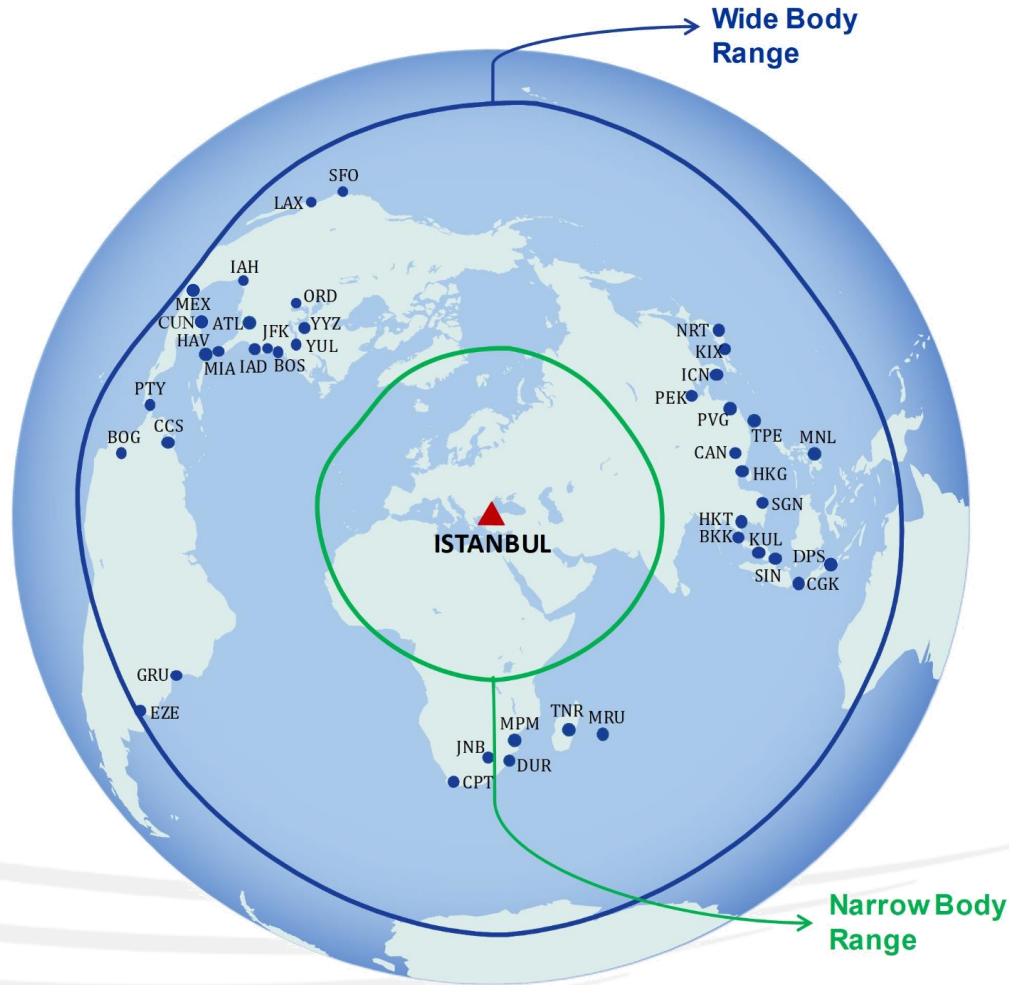 Wide Body
Range
SFO
LAX
IAH
ORD
MEX
CUN ATL
JFK
YYZ
HAV
YUL
MIA IAD BOS
NRT
KIX
ICN
PEK
PVG
TPE
MNL
CAN
HKG
PTY
CCS
BOG
SGN
HKT
BKK KUL
DPS
SIN
CGK
ISTANBUL
GRU
EZE
TNR
MRU
MPM
JNB
DUR
CPT
Narrow Body
Range